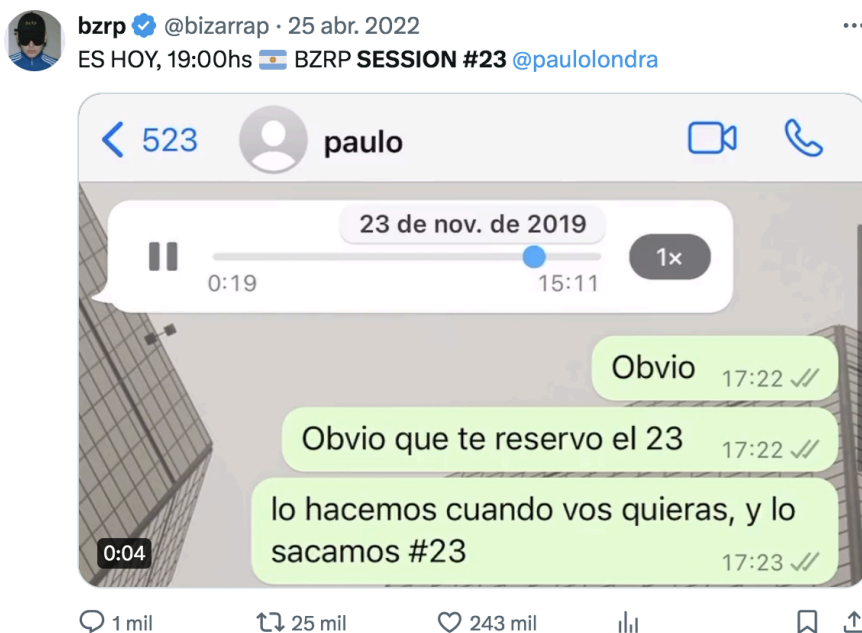 bzrp @bizarrap · 25 abr. 2022
ES HOY, 19:00hs 🇦🇷 BZRP SESSION #23 @paulolondra
523 paulo
23 de nov. de 2019
1×
0:19 15:11
Obvio 17:22
Obvio que te reservo el 23 17:22
lo hacemos cuando vos quieras, y lo
sacamos #23 17:23
0:04
1 mil 25 mil 243 mil